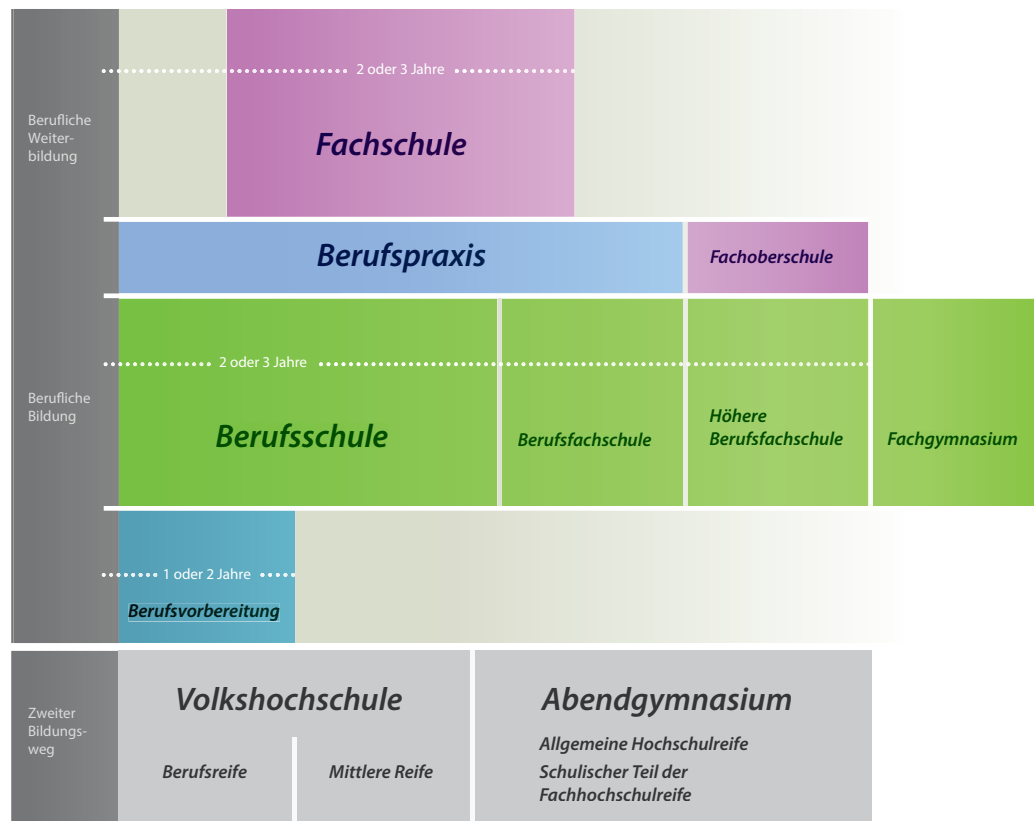 2 oder 3 Jahre
Berufliche
Weiter-
bildung
Fachschule
Berufspraxis
Fachoberschule
2 oder 3 Jahre
Berufliche
Bildung
Berufsschule
Berufsfachschule
Höhere
Berufsfachschule
Fachgymnasium
1 oder 2 Jahre
Berufsvorbereitung
Zweiter
Bildungs-
weg
Volkshochschule
Berufsreife
Mittlere Reife
Abendgymnasium
Allgemeine Hochschulreife
Schulischer Teil der
Fachhochschulreife